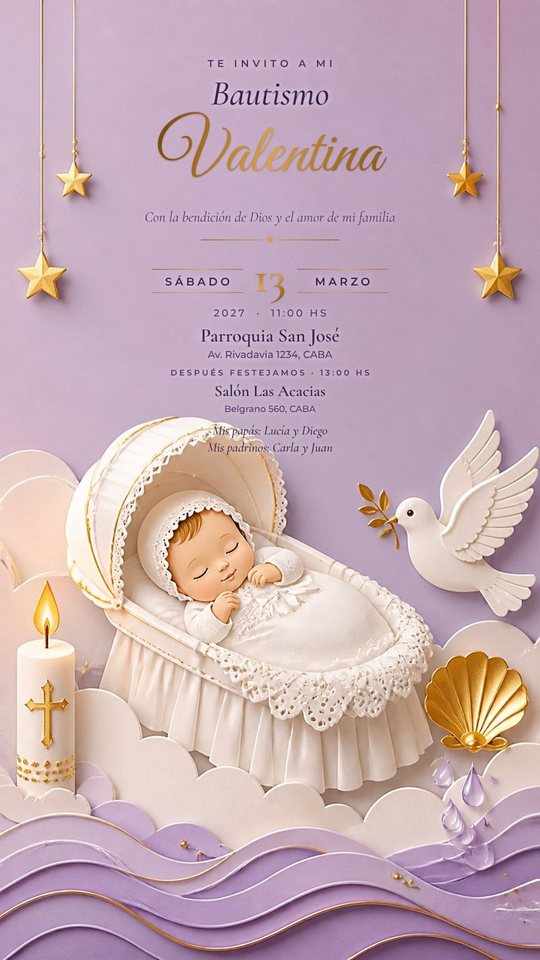 TE INVITO A MI
Bautismo
Valentina
Con la bendición de Dios y el amor de mi familia
SÁBADO 13 MARZO
2027 · 11:00 HS
Parroquia San José
Av. Rivadavia 1234, CABA
DESPUÉS FESTEJAMOS · 13:00 HS
Salón Las Acacias
Belgrano 560, CABA
Mis papás: Lucía y Diego
Mis padrinos: Carla y Juan